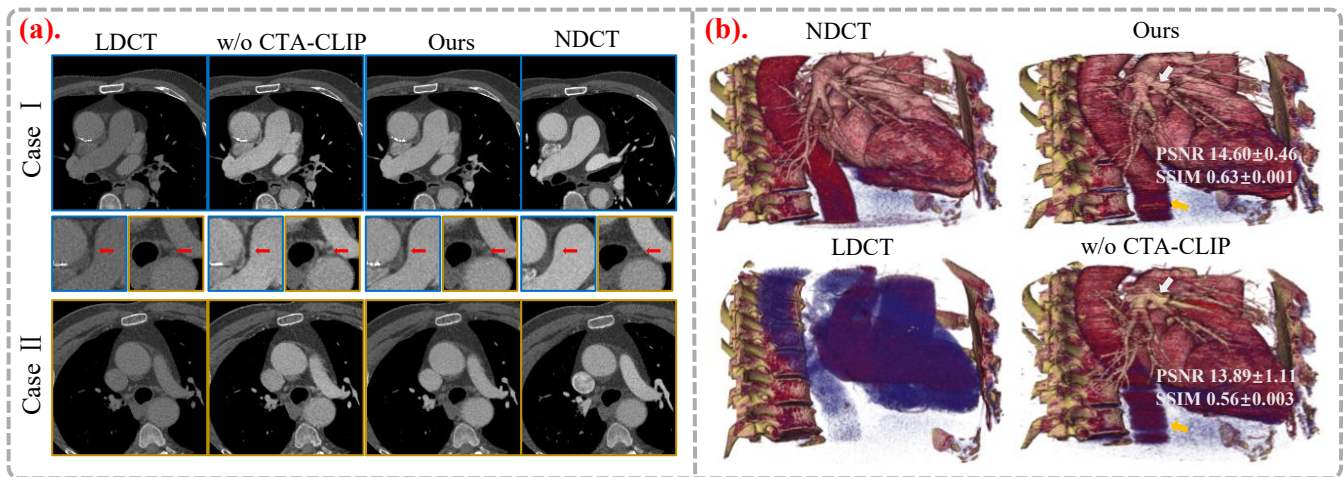 (a).
LDCT w/o CTA-CLIP Ours NDCT
Case I
Case II
(b).
NDCT Ours
PSNR 14.60±0.46
SSIM 0.63±0.001
LDCT w/o CTA-CLIP
PSNR 13.89±1.11
SSIM 0.56±0.003